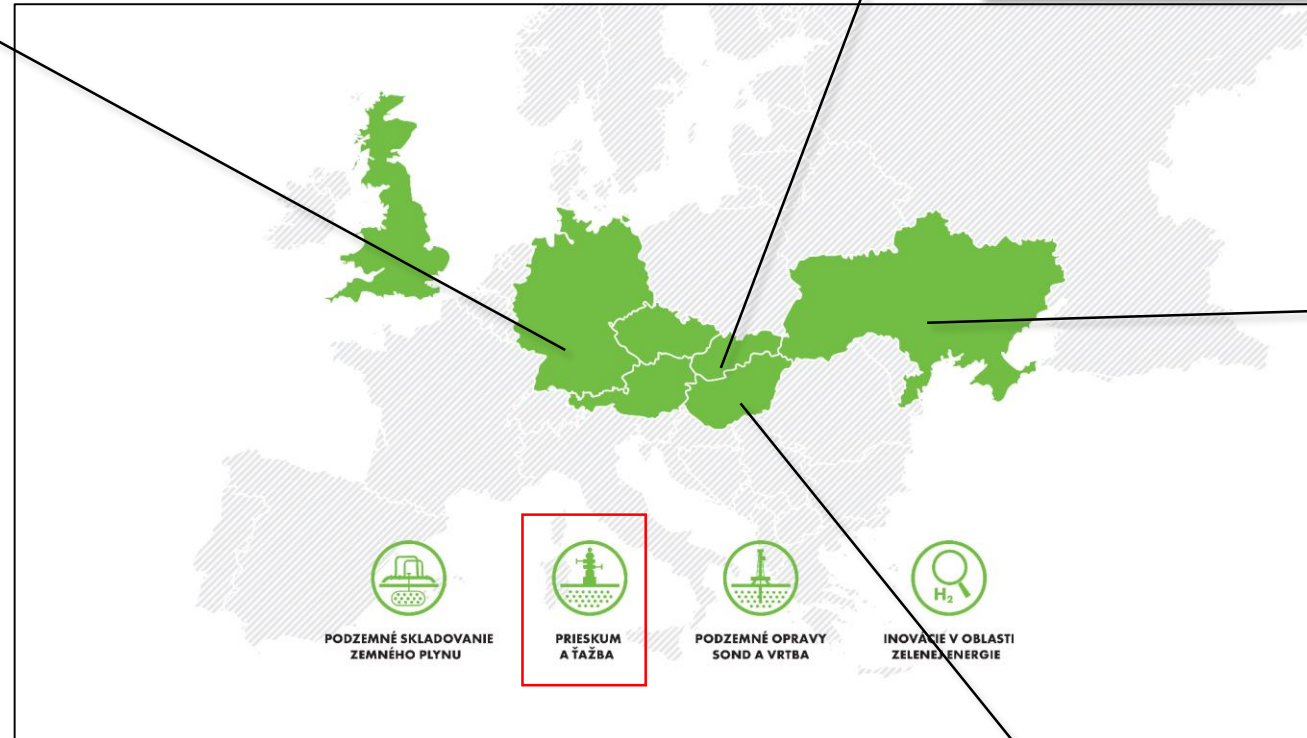 PODZEMNÉ SKLADOVANIE
ZEMNÉHO PLYNU
PRIESKUM
A ŤAŽBA
PODZEMNÉ OPRAVY
SOND A VRTBA
H₂
INOVÁCIE V OBLASTI
ZELENEJ ENERGIE